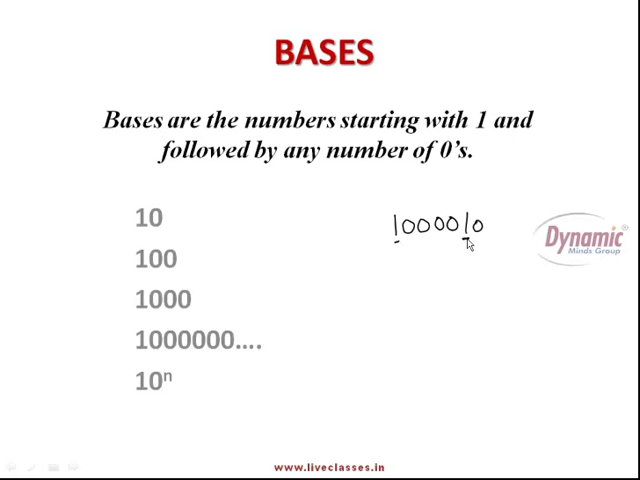 BASES
Bases are the numbers starting with 1 and
followed by any number of 0's.
10
100
1000
1000000....
10ⁿ
1000010
Dynamic
Minds Group
www.liveclasses.in